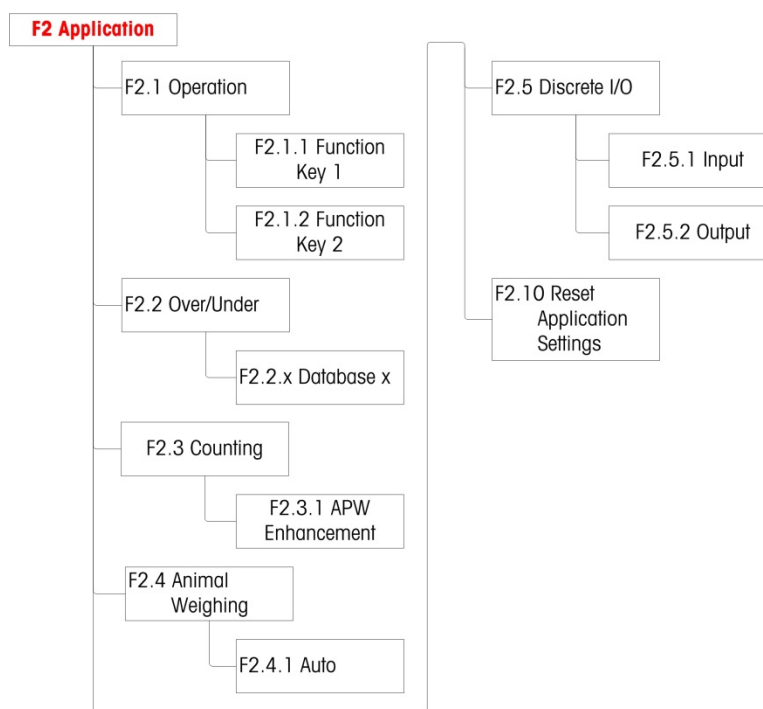 F2 Application
F2.1 Operation
F2.1.1 Function
Key 1
F2.1.2 Function
Key 2
F2.2 Over/Under
F2.2.x Database x
F2.3 Counting
F2.3.1 APW
Enhancement
F2.4 Animal
Weighing
F2.4.1 Auto
F2.5 Discrete I/O
F2.5.1 Input
F2.5.2 Output
F2.10 Reset
Application
Settings